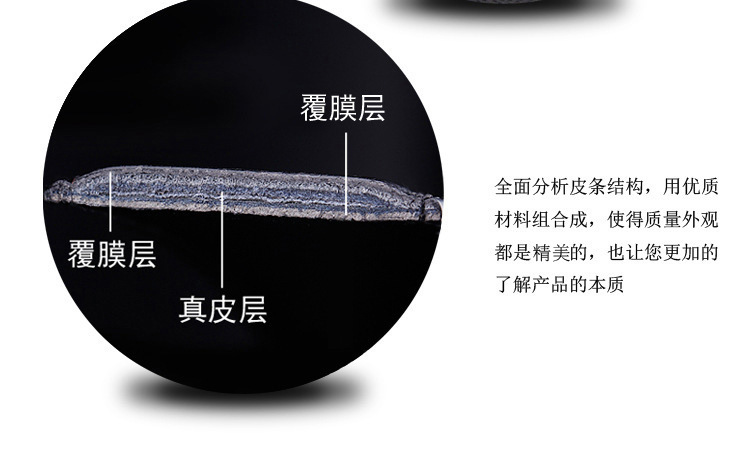 覆膜层
覆膜层
真皮层
全面分析皮条结构，用优质
材料组合成，使得质量外观
都是精美的，也让您更加的
了解产品的本质